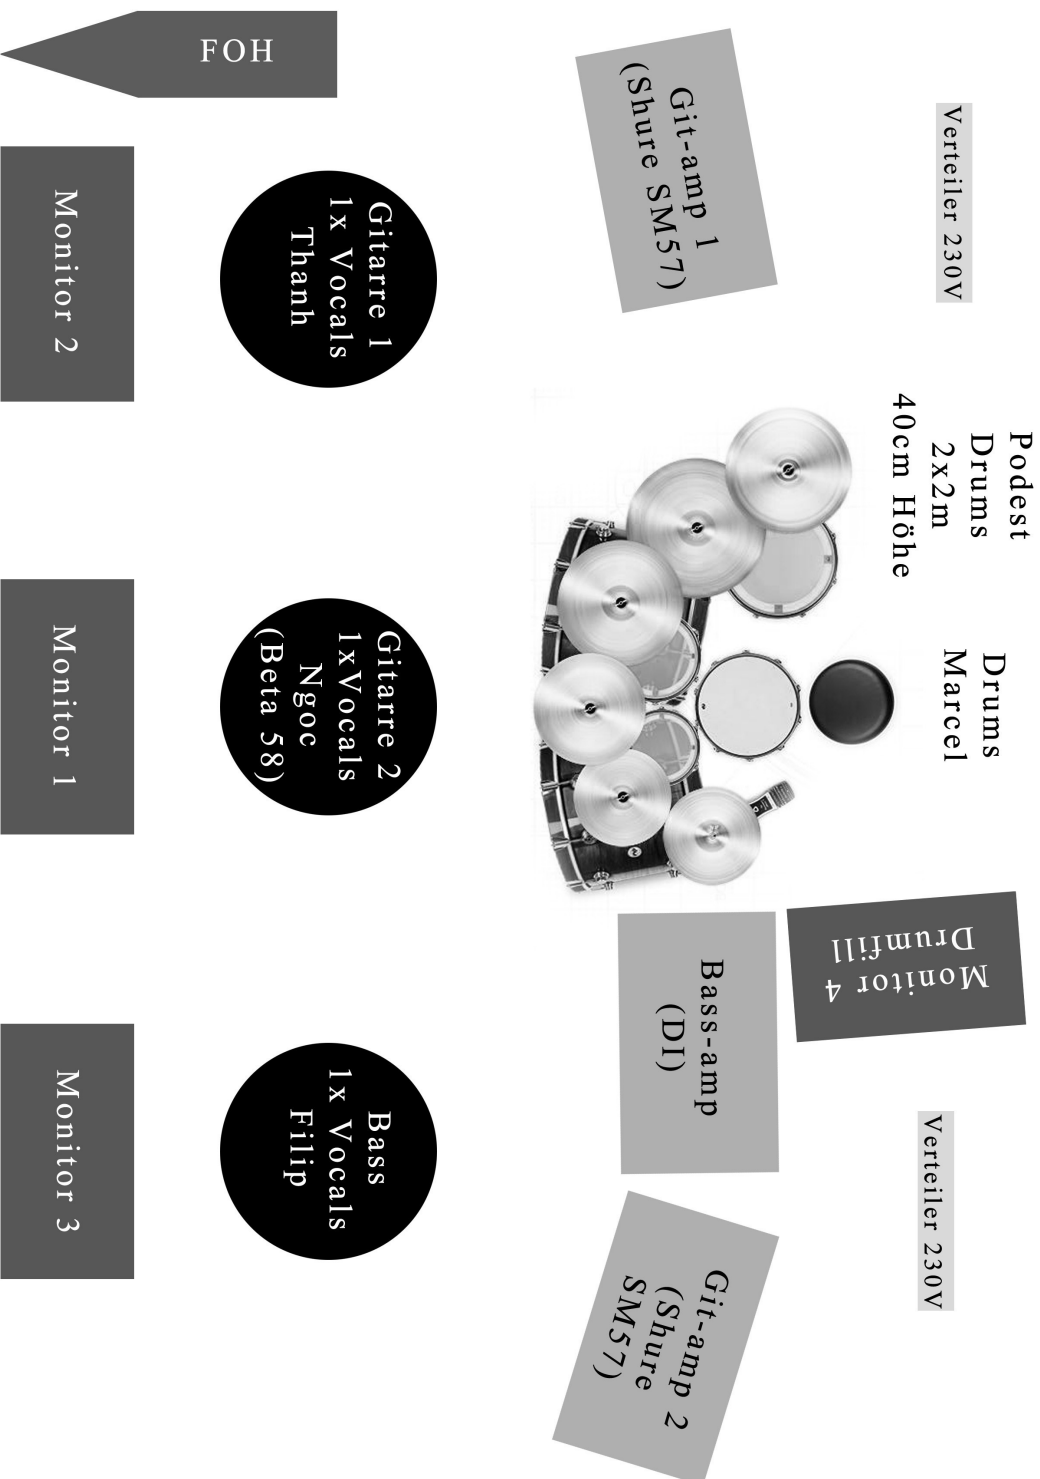 Podest
Drums
2x2m
40cm Höhe
Drums
Marcel
Verteiler 230V
Verteiler 230V
Monitor 4
Drumfill
Git-amp 1
(Shure SM57)
Bass-amp
(DI)
Git-amp 2
(Shure
SM57)
Gitarre 1
1x Vocals
Thanh
Gitarre 2
1xVocals
Ngoc
(Beta 58)
Bass
1x Vocals
Filip
FOH
Monitor 2
Monitor 1
Monitor 3